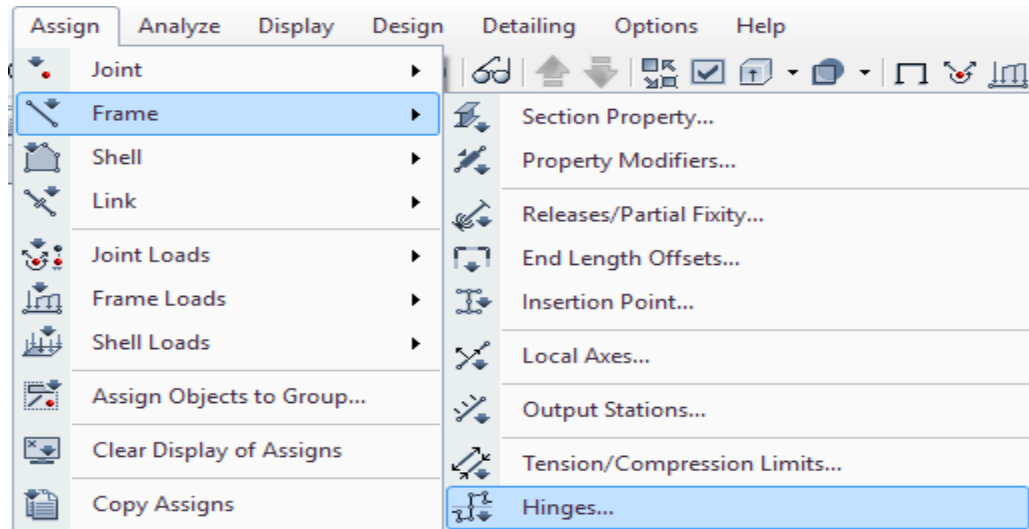 Assign Analyze Display Design Detailing Options Help
Joint
Frame
Shell
Link
Joint Loads
Frame Loads
Shell Loads
Assign Objects to Group...
Clear Display of Assigns
Copy Assigns
Section Property...
Property Modifiers...
Releases/Partial Fixity...
End Length Offsets...
Insertion Point...
Local Axes...
Output Stations...
Tension/Compression Limits...
Hinges...